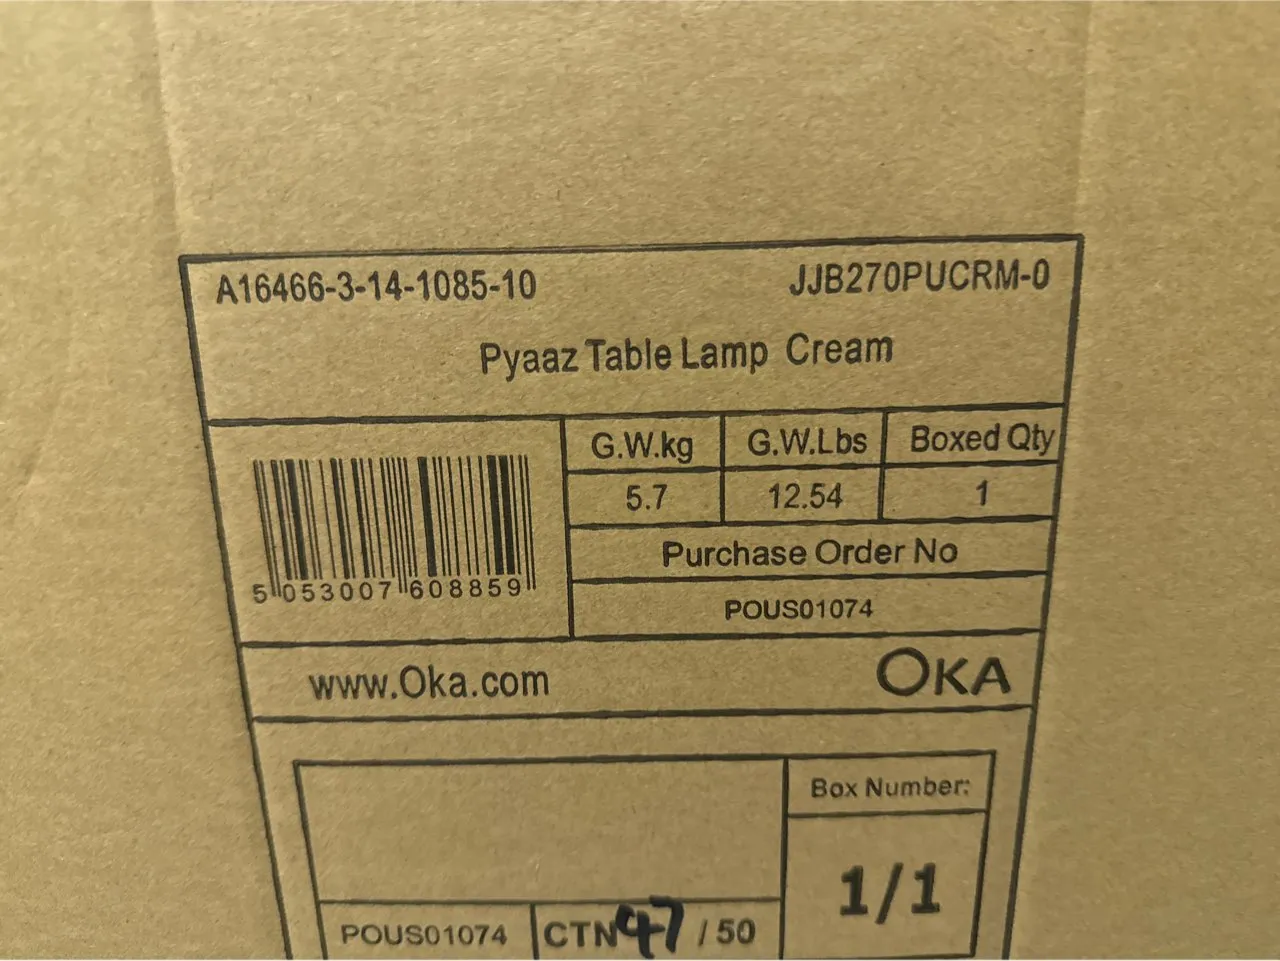 A16466-3-14-1085-10 JJB270PUCRM-0
Pyaaz Table Lamp Cream
G.W.kg G.W.Lbs Boxed Qty
5.7 12.54 1
Purchase Order No
POUS01074
5 053007 608859
www.Oka.com OKA
Box Number:
1/1
POUS01074 CTN 47 / 50